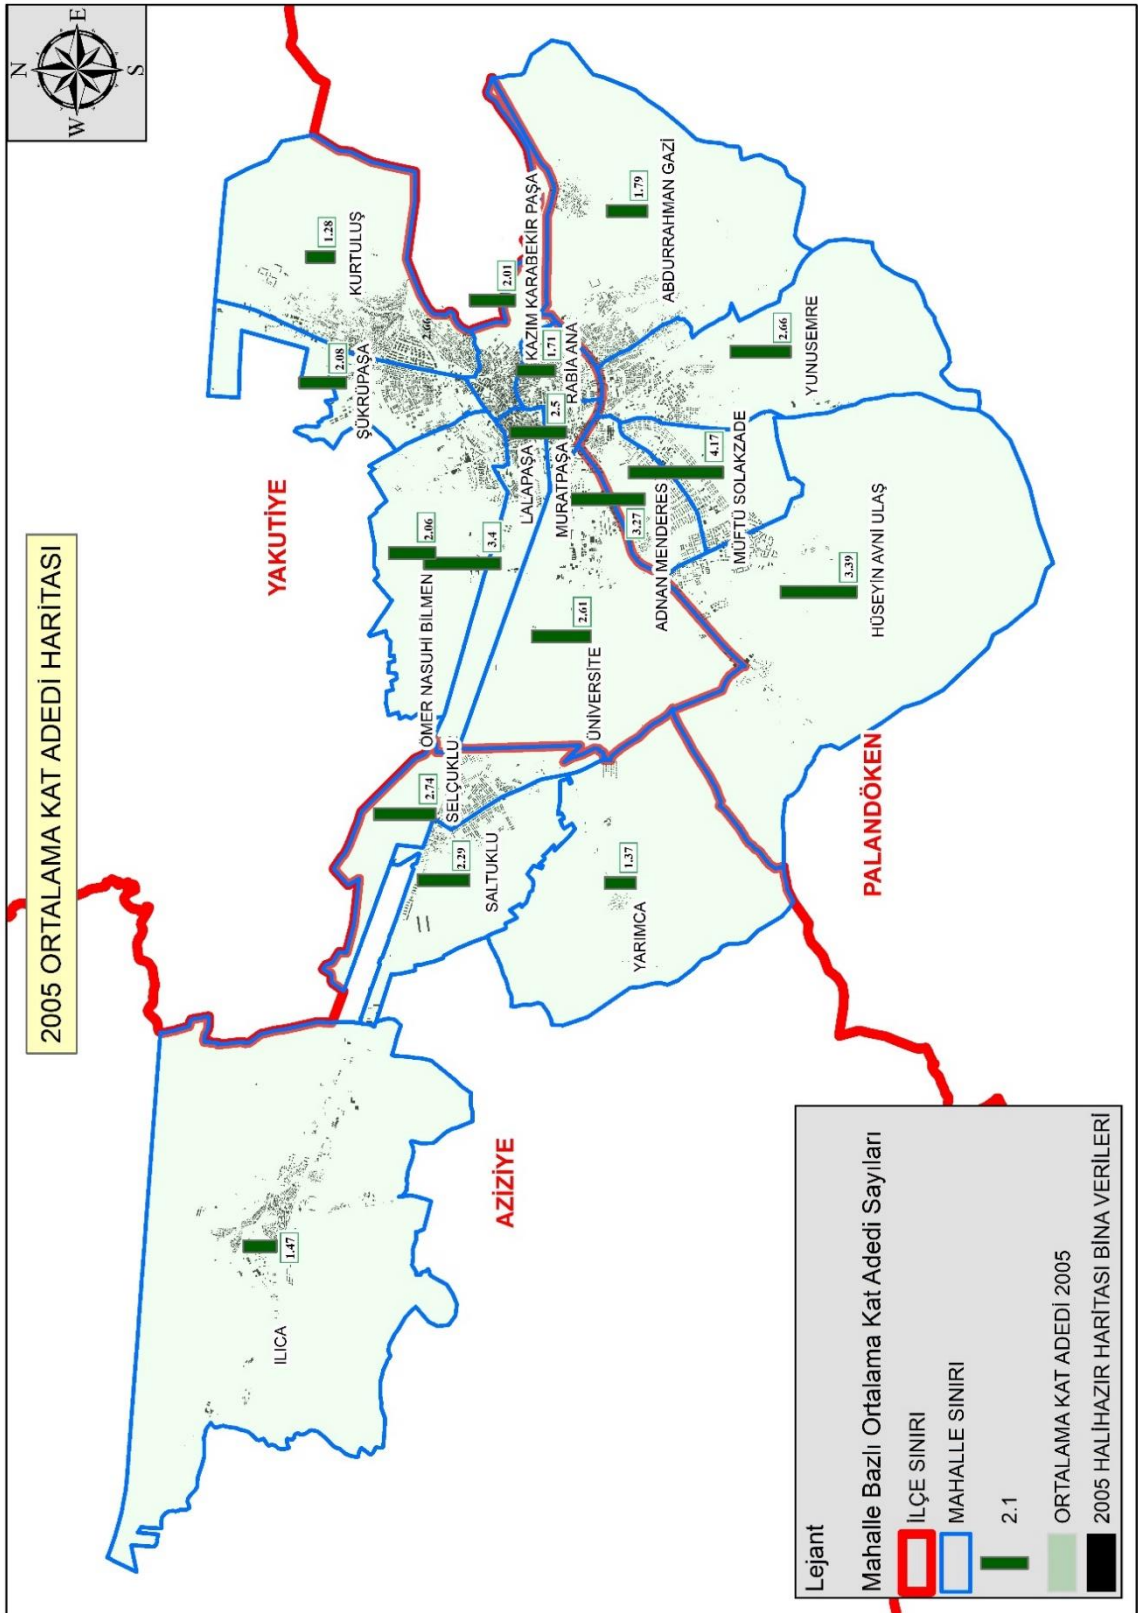 2005 ORTALAMA KAT ADEDİ HARİTASI
N
E
S
W
YAKUTİYE
AZİZİYE
PALANDÖKEN
ILICA
1.47
SELÇUKLU
2.74
SALTUKLU
2.29
YARIMCA
1.37
ÖMER NASUHİ BİLMEN
2.06
3.4
ÜNİVERSİTE
2.61
ŞÜKRÜPAŞA
2.08
KURTULUŞ
1.28
2.66
2.01
LALAPAŞA
2.5
MURATPAŞA
KAZIM KARABEKİR PAŞA
1.71
RABİA ANA
ADNAN MENDERES
3.27
MÜFTÜ SOLAKZADE
4.17
HÜSEYİN AVNİ ULAŞ
3.39
YUNUSEMRE
2.66
ABDURRAHMAN GAZİ
1.79
Lejant
Mahalle Bazlı Ortalama Kat Adedi Sayıları
İLÇE SINIRI
MAHALLE SINIRI
2.1
ORTALAMA KAT ADEDİ 2005
2005 HALİHAZIR HARİTASI BİNA VERİLERİ